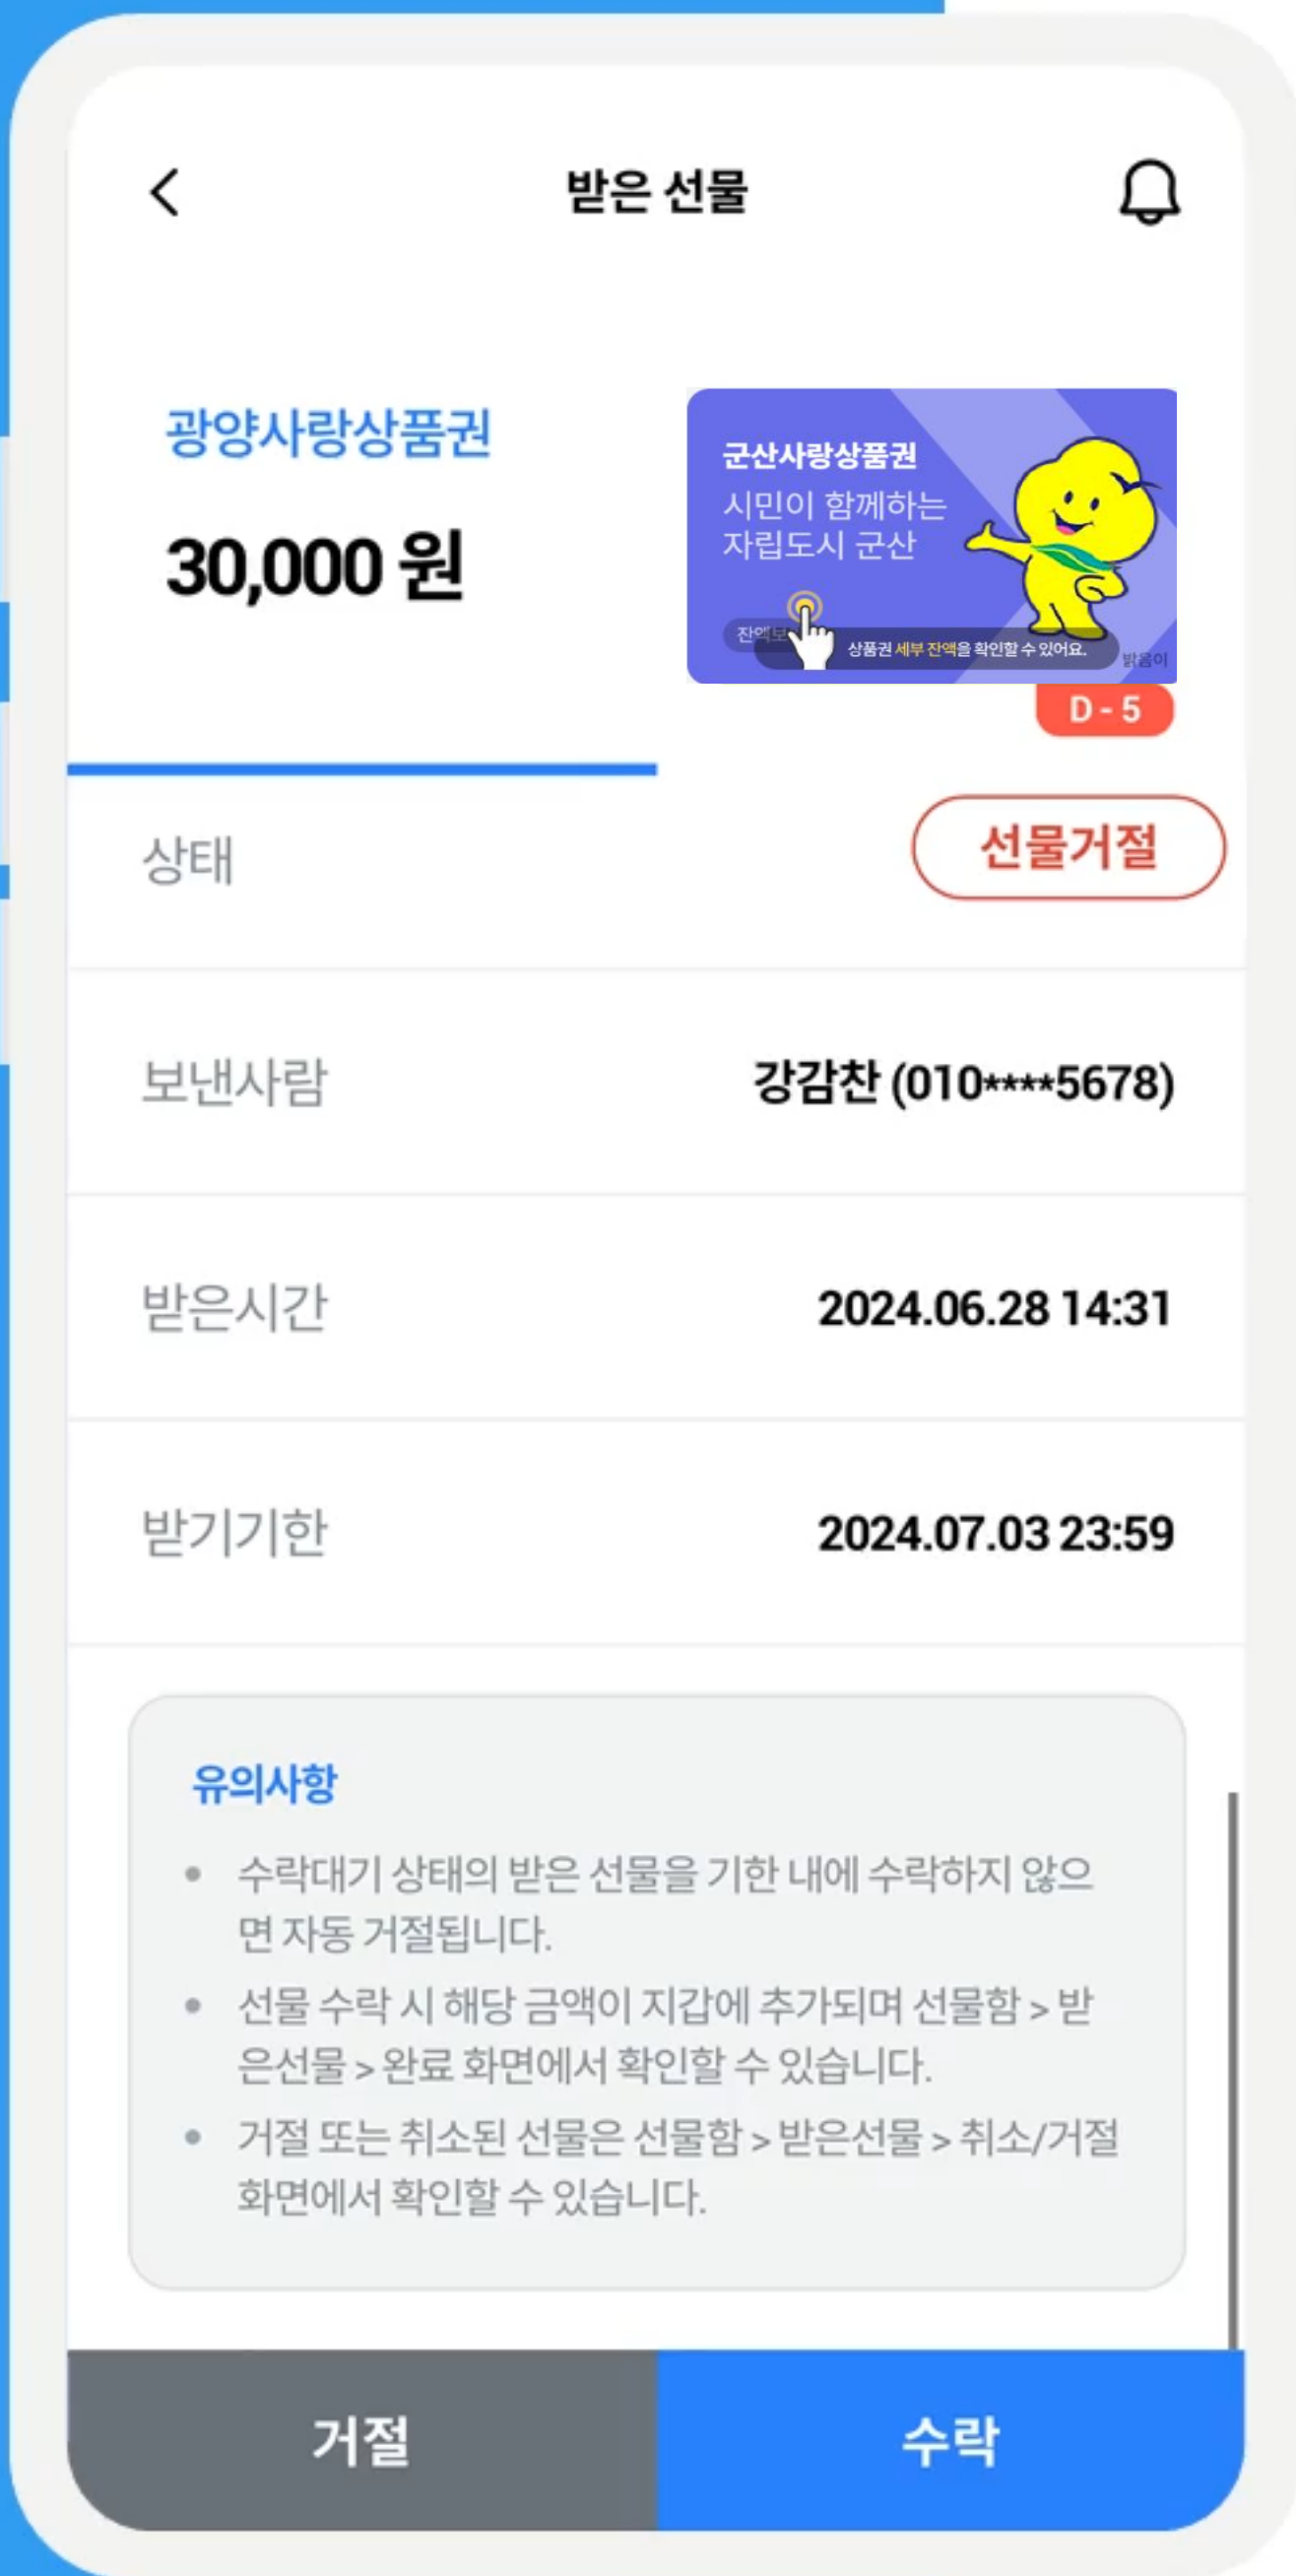 받은 선물
광양사랑상품권
30,000 원
군산사랑상품권
시민이 함께하는
자립도시 군산
잔액보
상품권 세부 잔액을 확인할 수 있어요.
밝음이
D - 5
상태
선물거절
보낸사람
강감찬 (010****5678)
받은시간
2024.06.28 14:31
받기기한
2024.07.03 23:59
유의사항
• 수락대기 상태의 받은 선물을 기한 내에 수락하지 않으
면 자동 거절됩니다.
• 선물 수락 시 해당 금액이 지갑에 추가되며 선물함 > 받
은선물 > 완료 화면에서 확인할 수 있습니다.
• 거절 또는 취소된 선물은 선물함 > 받은선물 > 취소/거절
화면에서 확인할 수 있습니다.
거절
수락